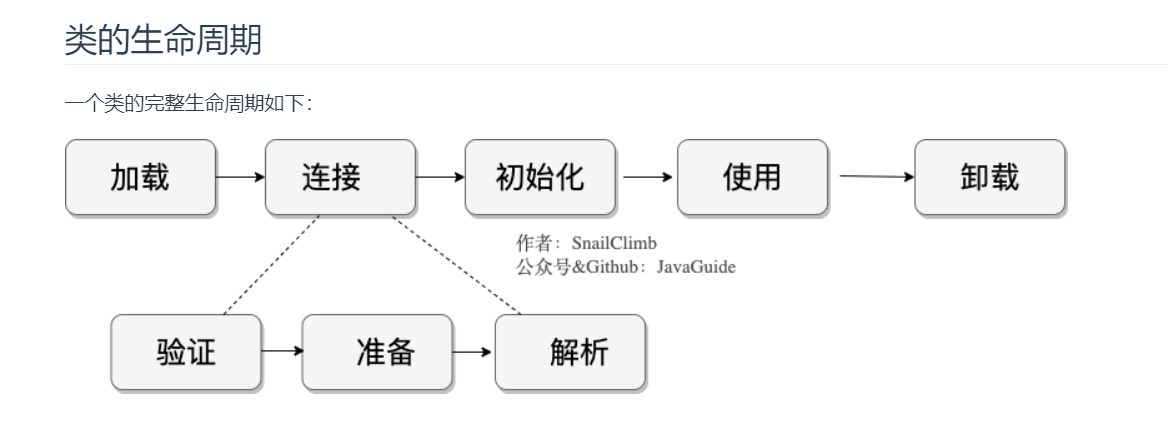 类的生命周期
一个类的完整生命周期如下：
加载
连接
初始化
使用
卸载
作者：SnailClimb
公众号&Github：JavaGuide
验证
准备
解析